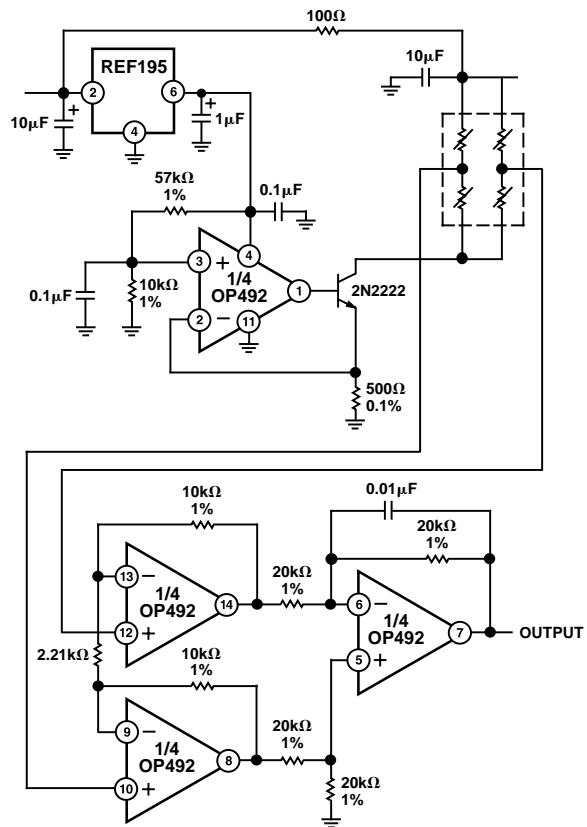 100Ω
REF195
10μF
2
6
+
+
10μF
1μF
4
57kΩ
1%
0.1μF
3
+
4
1/4
OP492
1
2N2222
0.1μF
10kΩ
1%
2
−
11
500Ω
0.1%
10kΩ
1%
0.01μF
20kΩ
1%
13
−
1/4
OP492
14
20kΩ
1%
6
−
1/4
OP492
7
OUTPUT
12
+
5
+
2.21kΩ
10kΩ
1%
9
−
1/4
OP492
8
20kΩ
1%
10
+
20kΩ
1%